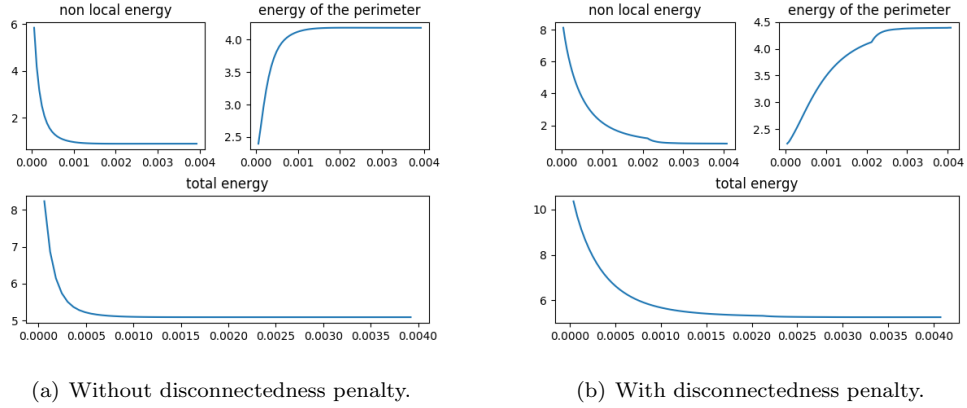 non local energy
energy of the perimeter
6
4
2
0.000 0.001 0.002 0.003 0.004
4.0
3.5
3.0
2.5
0.000 0.001 0.002 0.003 0.004
total energy
8
7
6
5
0.0000 0.0005 0.0010 0.0015 0.0020 0.0025 0.0030 0.0035 0.0040
(a) Without disconnectedness penalty.
non local energy
energy of the perimeter
8
6
4
2
0.000 0.001 0.002 0.003 0.004
4.5
4.0
3.5
3.0
2.5
0.000 0.001 0.002 0.003 0.004
total energy
10
8
6
0.0000 0.0005 0.0010 0.0015 0.0020 0.0025 0.0030 0.0035 0.0040
(b) With disconnectedness penalty.